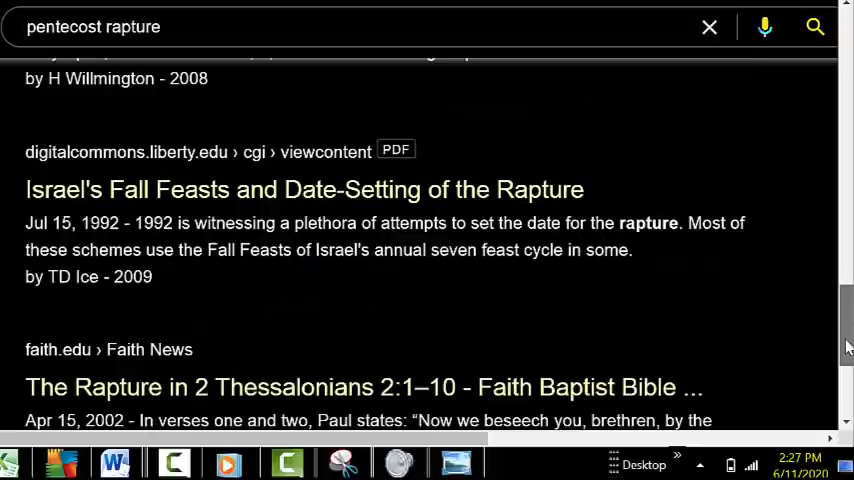 pentecost rapture
by H Willmington - 2008
digitalcommons.liberty.edu › cgi › viewcontent PDF
Israel's Fall Feasts and Date-Setting of the Rapture
Jul 15, 1992 - 1992 is witnessing a plethora of attempts to set the date for the rapture. Most of
these schemes use the Fall Feasts of Israel's annual seven feast cycle in some.
by TD Ice - 2009
faith.edu › Faith News
The Rapture in 2 Thessalonians 2:1–10 - Faith Baptist Bible ...
Apr 15, 2002 - In verses one and two, Paul states: “Now we beseech you, brethren, by the
Desktop
2:27 PM
6/11/2020